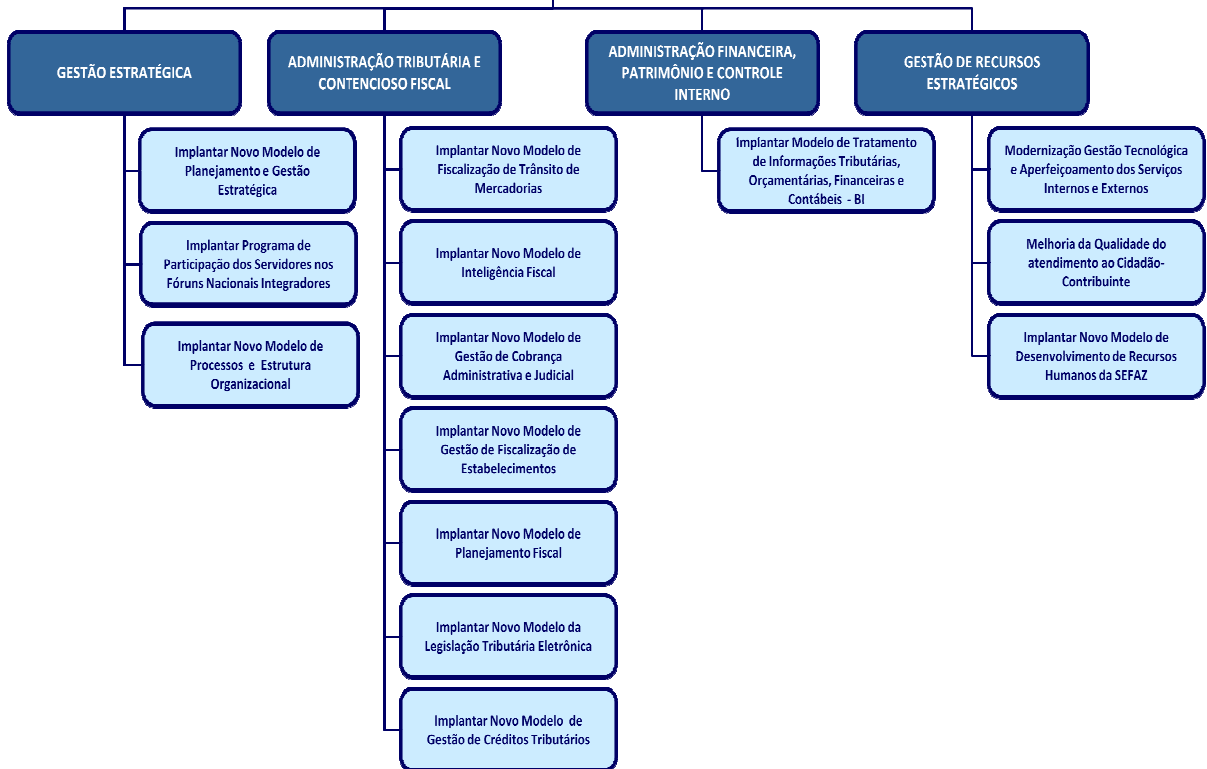 GESTÃO ESTRATÉGICA
Implantar Novo Modelo de
Planejamento e Gestão
Estratégica
Implantar Programa de
Participação dos Servidores nos
Fóruns Nacionais Integradores
Implantar Novo Modelo de
Processos e Estrutura
Organizacional
ADMINISTRAÇÃO TRIBUTÁRIA E
CONTENCIOSO FISCAL
Implantar Novo Modelo de
Fiscalização de Trânsito de
Mercadorias
Implantar Novo Modelo de
Inteligência Fiscal
Implantar Novo Modelo de
Gestão de Cobrança
Administrativa e Judicial
Implantar Novo Modelo de
Gestão de Fiscalização de
Estabelecimentos
Implantar Novo Modelo de
Planejamento Fiscal
Implantar Novo Modelo da
Legislação Tributária Eletrônica
Implantar Novo Modelo de
Gestão de Créditos Tributários
ADMINISTRAÇÃO FINANCEIRA,
PATRIMÔNIO E CONTROLE
INTERNO
Implantar Modelo de Tratamento
de Informações Tributárias,
Orçamentárias, Financeiras e
Contábeis - BI
GESTÃO DE RECURSOS
ESTRATÉGICOS
Modernização Gestão Tecnológica
e Aperfeiçoamento dos Serviços
Internos e Externos
Melhoria da Qualidade do
atendimento ao Cidadão-
Contribuinte
Implantar Novo Modelo de
Desenvolvimento de Recursos
Humanos da SEFAZ